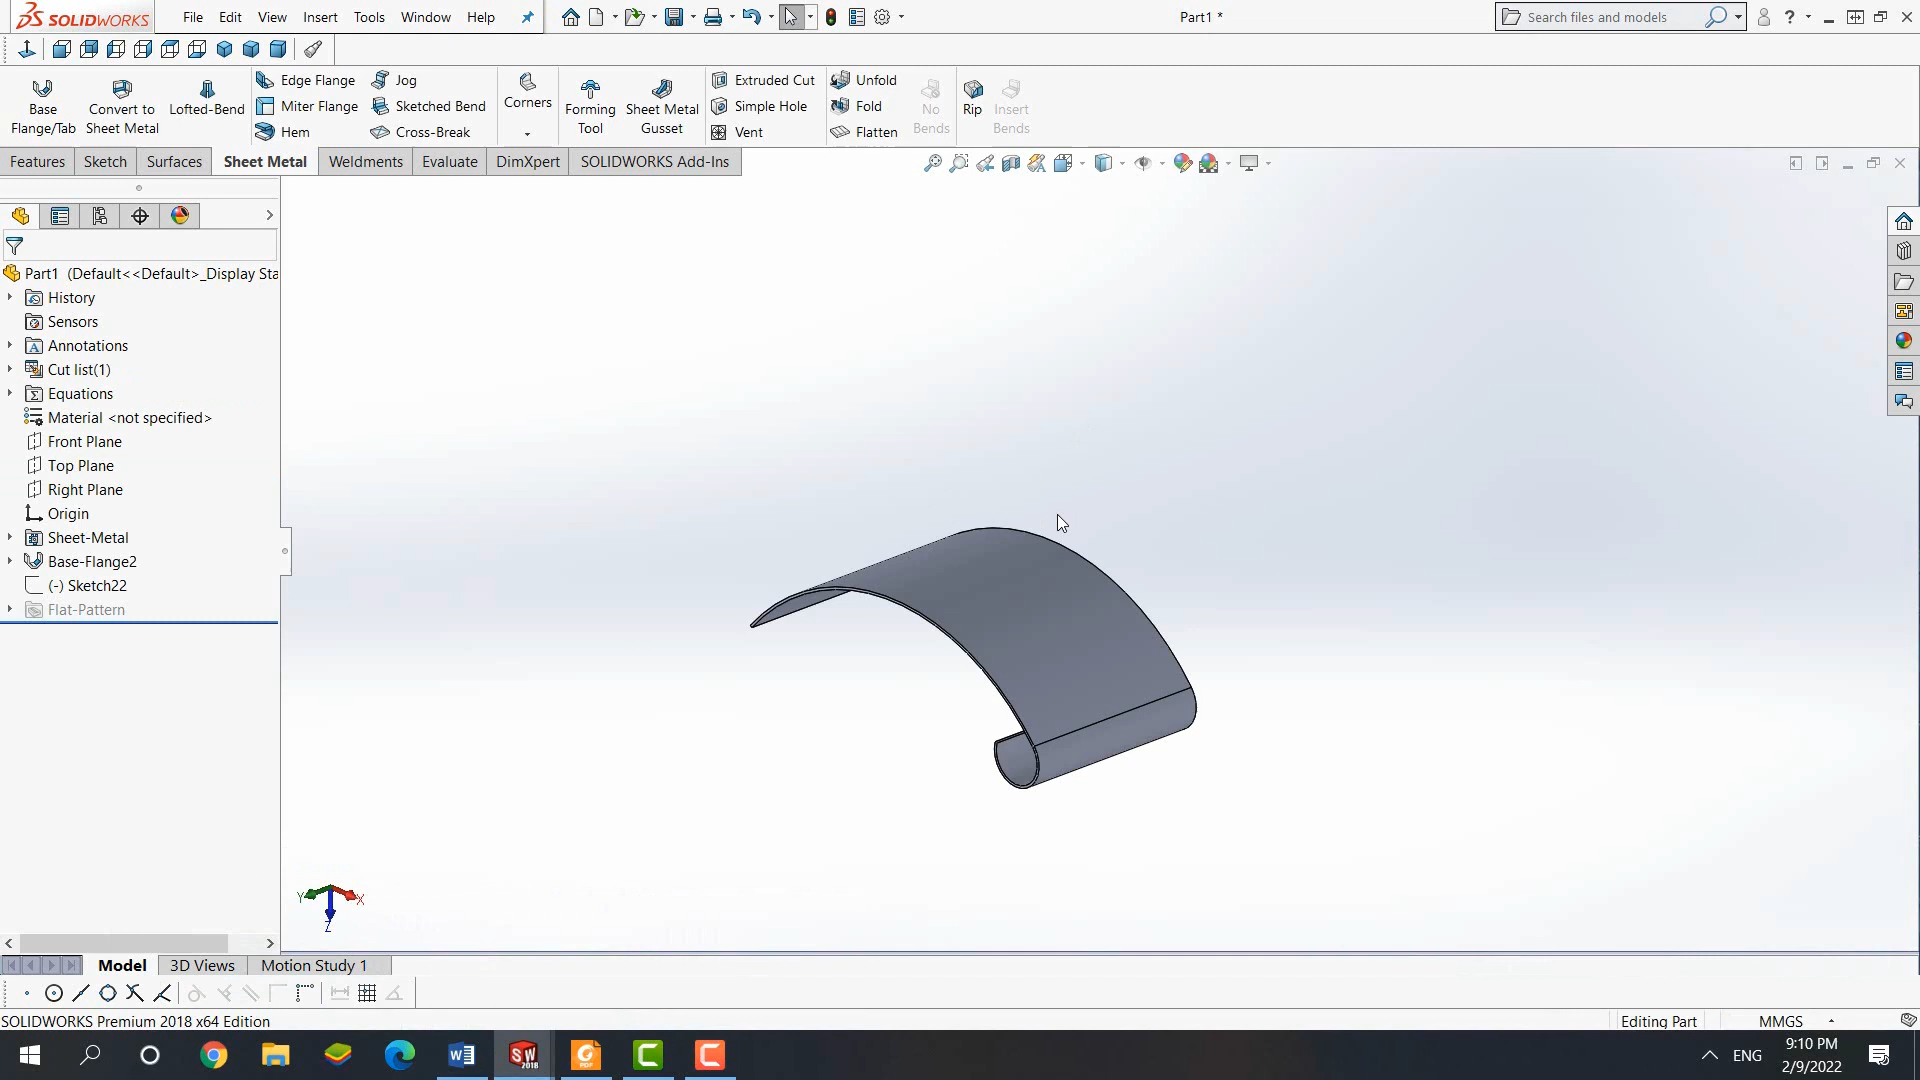 SOLIDWORKS File Edit View Insert Tools Window Help Part1 * Search files and models ?
Edge Flange Jog Extruded Cut Unfold
Base Flange/Tab Convert to Sheet Metal Lofted-Bend Miter Flange Sketched Bend Corners Forming Tool Sheet Metal Gusset Simple Hole Fold No Bends Rip Insert Bends
Hem Cross-Break Vent Flatten
Features Sketch Surfaces Sheet Metal Weldments Evaluate DimXpert SOLIDWORKS Add-Ins
Part1 (Default<<Default>_Display Sta
History
Sensors
Annotations
Cut list(1)
Equations
Material <not specified>
Front Plane
Top Plane
Right Plane
Origin
Sheet-Metal
Base-Flange2
(-) Sketch22
Flat-Pattern
Y X
Z
Model 3D Views Motion Study 1
SOLIDWORKS Premium 2018 x64 Edition Editing Part MMGS
ENG 9:10 PM
2/9/2022